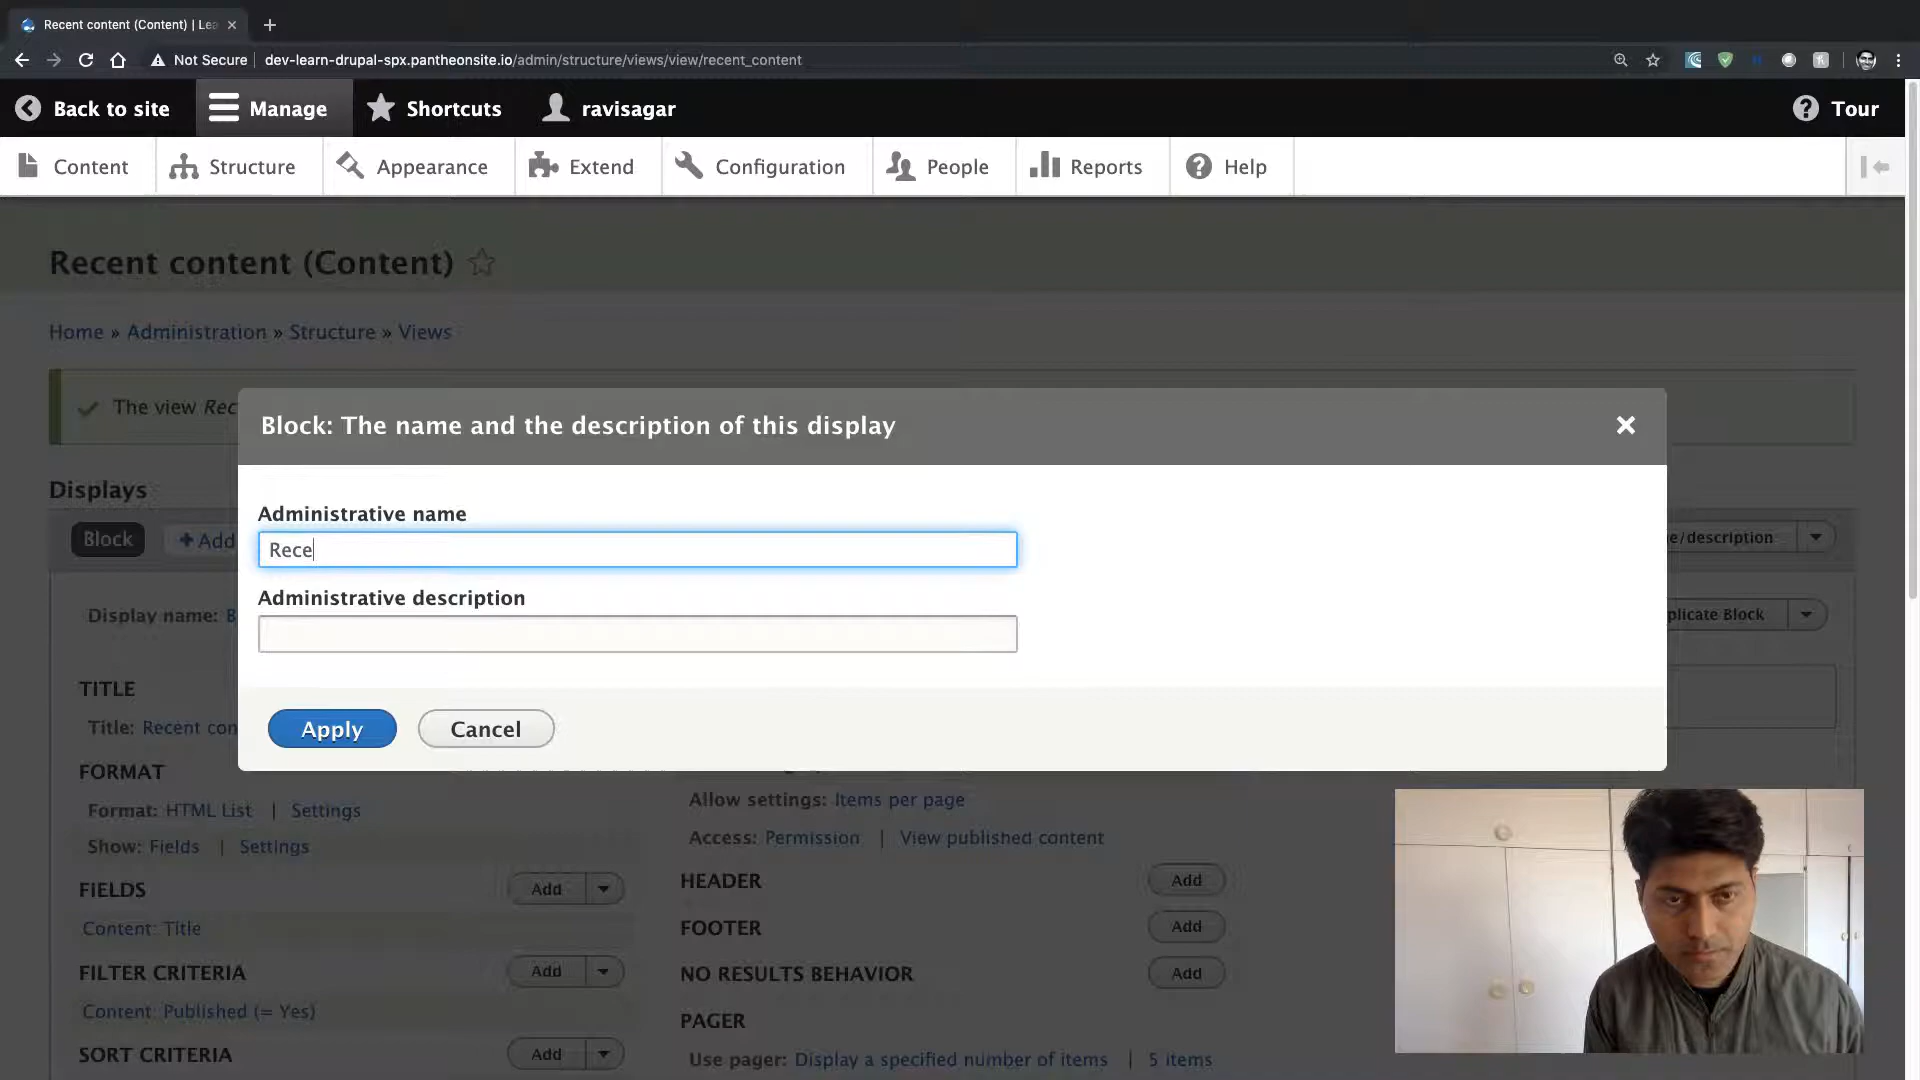 Recent content (Content) | Lea
Not Secure | dev-learn-drupal-spx.pantheonsite.io/admin/structure/views/view/recent_content
Back to site Manage Shortcuts ravisagar Tour
Content Structure Appearance Extend Configuration People Reports Help
Recent content (Content)
Home » Administration » Structure » Views
The view Rec
Block: The name and the description of this display
Displays
Block Add e/description
Administrative name
Rece
Administrative description
Display name: B plicate Block
TITLE
Title: Recent con
Apply Cancel
FORMAT
Format: HTML List | Settings
Show: Fields | Settings
FIELDS Add
Content: Title
FILTER CRITERIA Add
Content: Published (= Yes)
SORT CRITERIA Add
Allow settings: Items per page
Access: Permission | View published content
HEADER Add
FOOTER Add
NO RESULTS BEHAVIOR Add
PAGER
Use pager: Display a specified number of items | 5 items